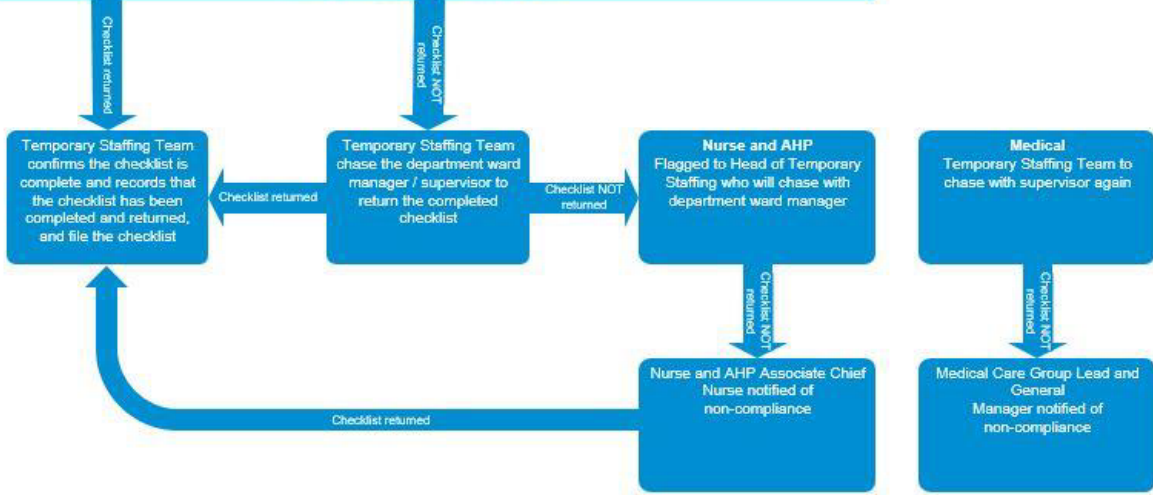 Checklist returned
Checklist NOT
returned
Temporary Staffing Team
confirms the checklist is
complete and records that
the checklist has been
completed and returned,
and file the checklist
Checklist returned
Temporary Staffing Team
chase the department ward
manager / supervisor to
return the completed
checklist
Checklist NOT
returned
Nurse and AHP
Flagged to Head of Temporary
Staffing who will chase with
department ward manager
Medical
Temporary Staffing Team to
chase with supervisor again
Checklist NOT
returned
Checklist NOT
returned
Nurse and AHP Associate Chief
Nurse notified of
non-compliance
Medical Care Group Lead and
General
Manager notified of
non-compliance
Checklist returned